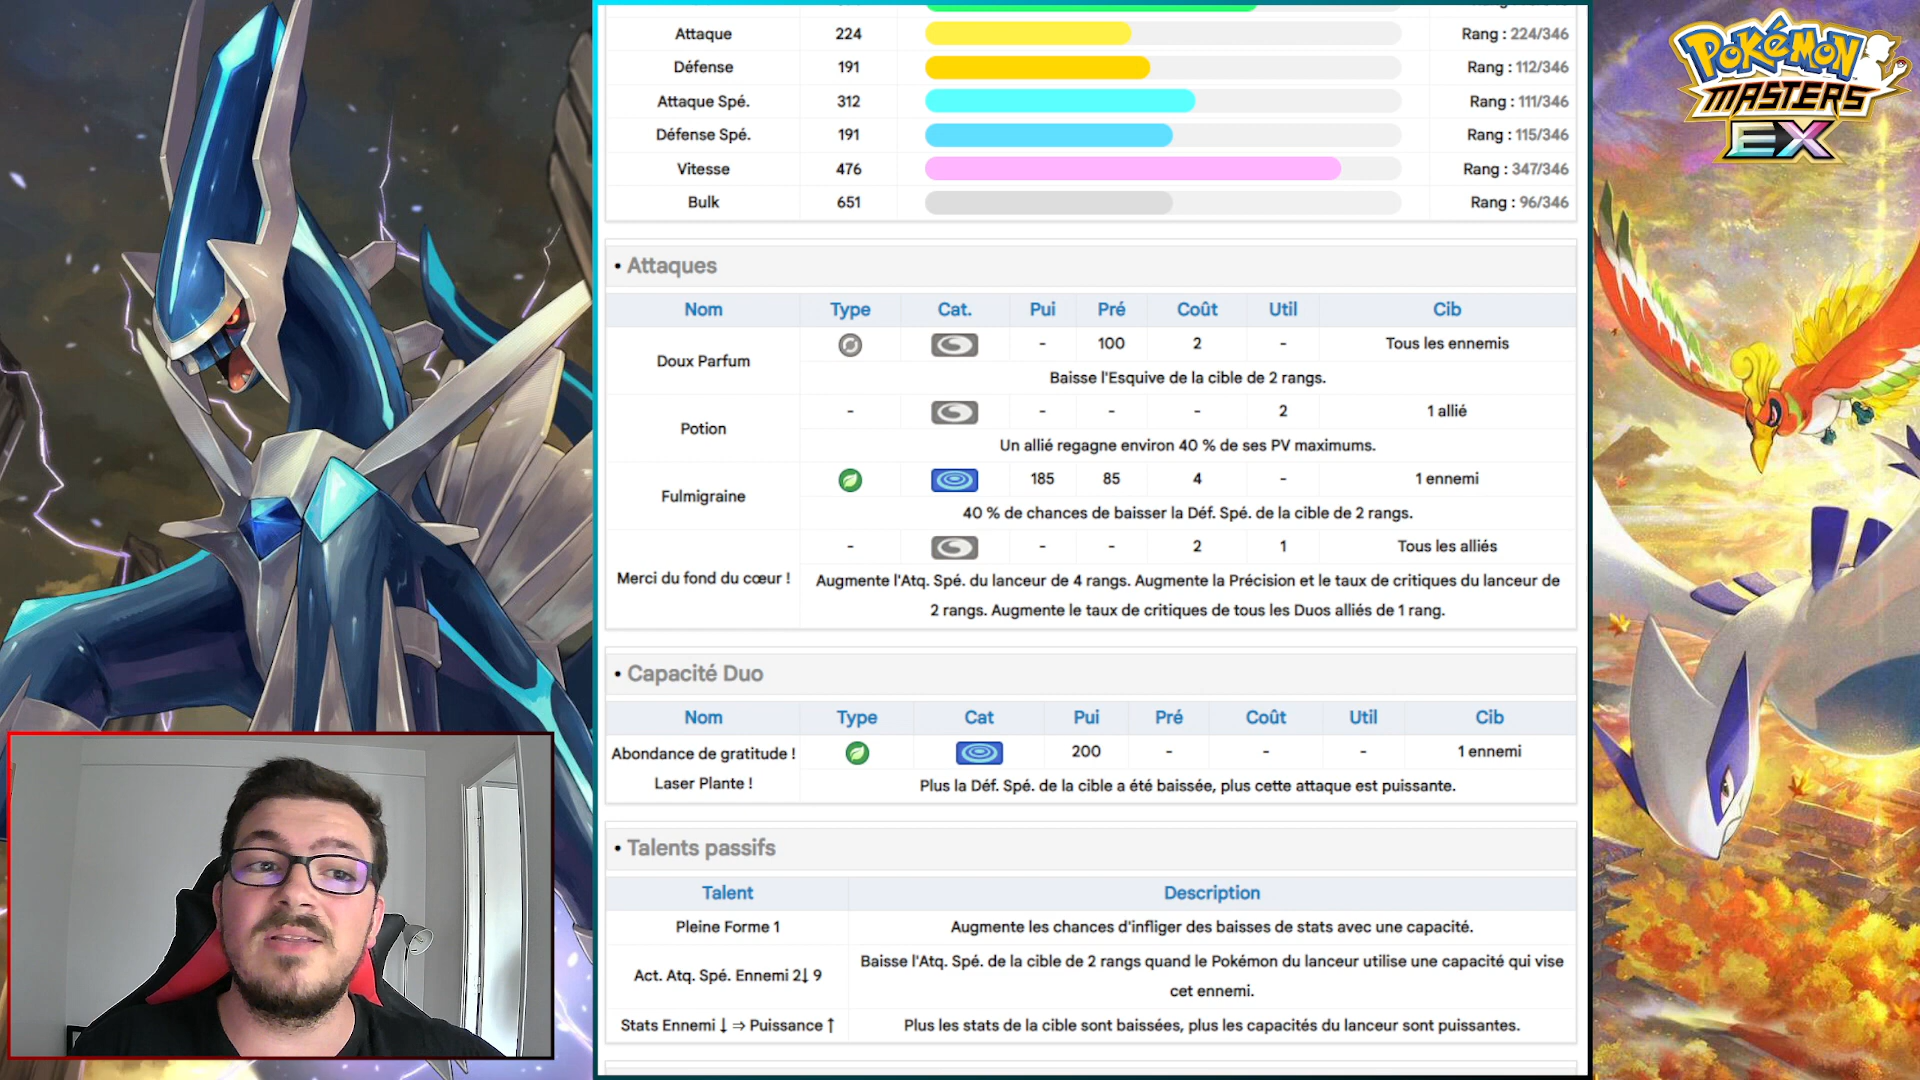 Attaque 224 Rang : 224/346
Défense 191 Rang : 112/346
Attaque Spé. 312 Rang : 111/346
Défense Spé. 191 Rang : 115/346
Vitesse 476 Rang : 347/346
Bulk 651 Rang : 96/346
• Attaques
Nom Type Cat. Pui Pré Coût Util Cib
Doux Parfum - 100 2 - Tous les ennemis
Baisse l'Esquive de la cible de 2 rangs.
Potion - - - - 2 1 allié
Un allié regagne environ 40 % de ses PV maximums.
Fulmigraine 185 85 4 - 1 ennemi
40 % de chances de baisser la Déf. Spé. de la cible de 2 rangs.
Merci du fond du cœur ! - - - 2 1 Tous les alliés
Augmente l'Atq. Spé. du lanceur de 4 rangs. Augmente la Précision et le taux de critiques du lanceur de
2 rangs. Augmente le taux de critiques de tous les Duos alliés de 1 rang.
• Capacité Duo
Nom Type Cat Pui Pré Coût Util Cib
Abondance de gratitude ! 200 - - - 1 ennemi
Laser Plante ! Plus la Déf. Spé. de la cible a été baissée, plus cette attaque est puissante.
• Talents passifs
Talent Description
Pleine Forme 1 Augmente les chances d'infliger des baisses de stats avec une capacité.
Act. Atq. Spé. Ennemi 2↓ 9 Baisse l'Atq. Spé. de la cible de 2 rangs quand le Pokémon du lanceur utilise une capacité qui vise
cet ennemi.
Stats Ennemi ↓ ⇒ Puissance ↑ Plus les stats de la cible sont baissées, plus les capacités du lanceur sont puissantes.
POKÉMON
MASTERS
EX